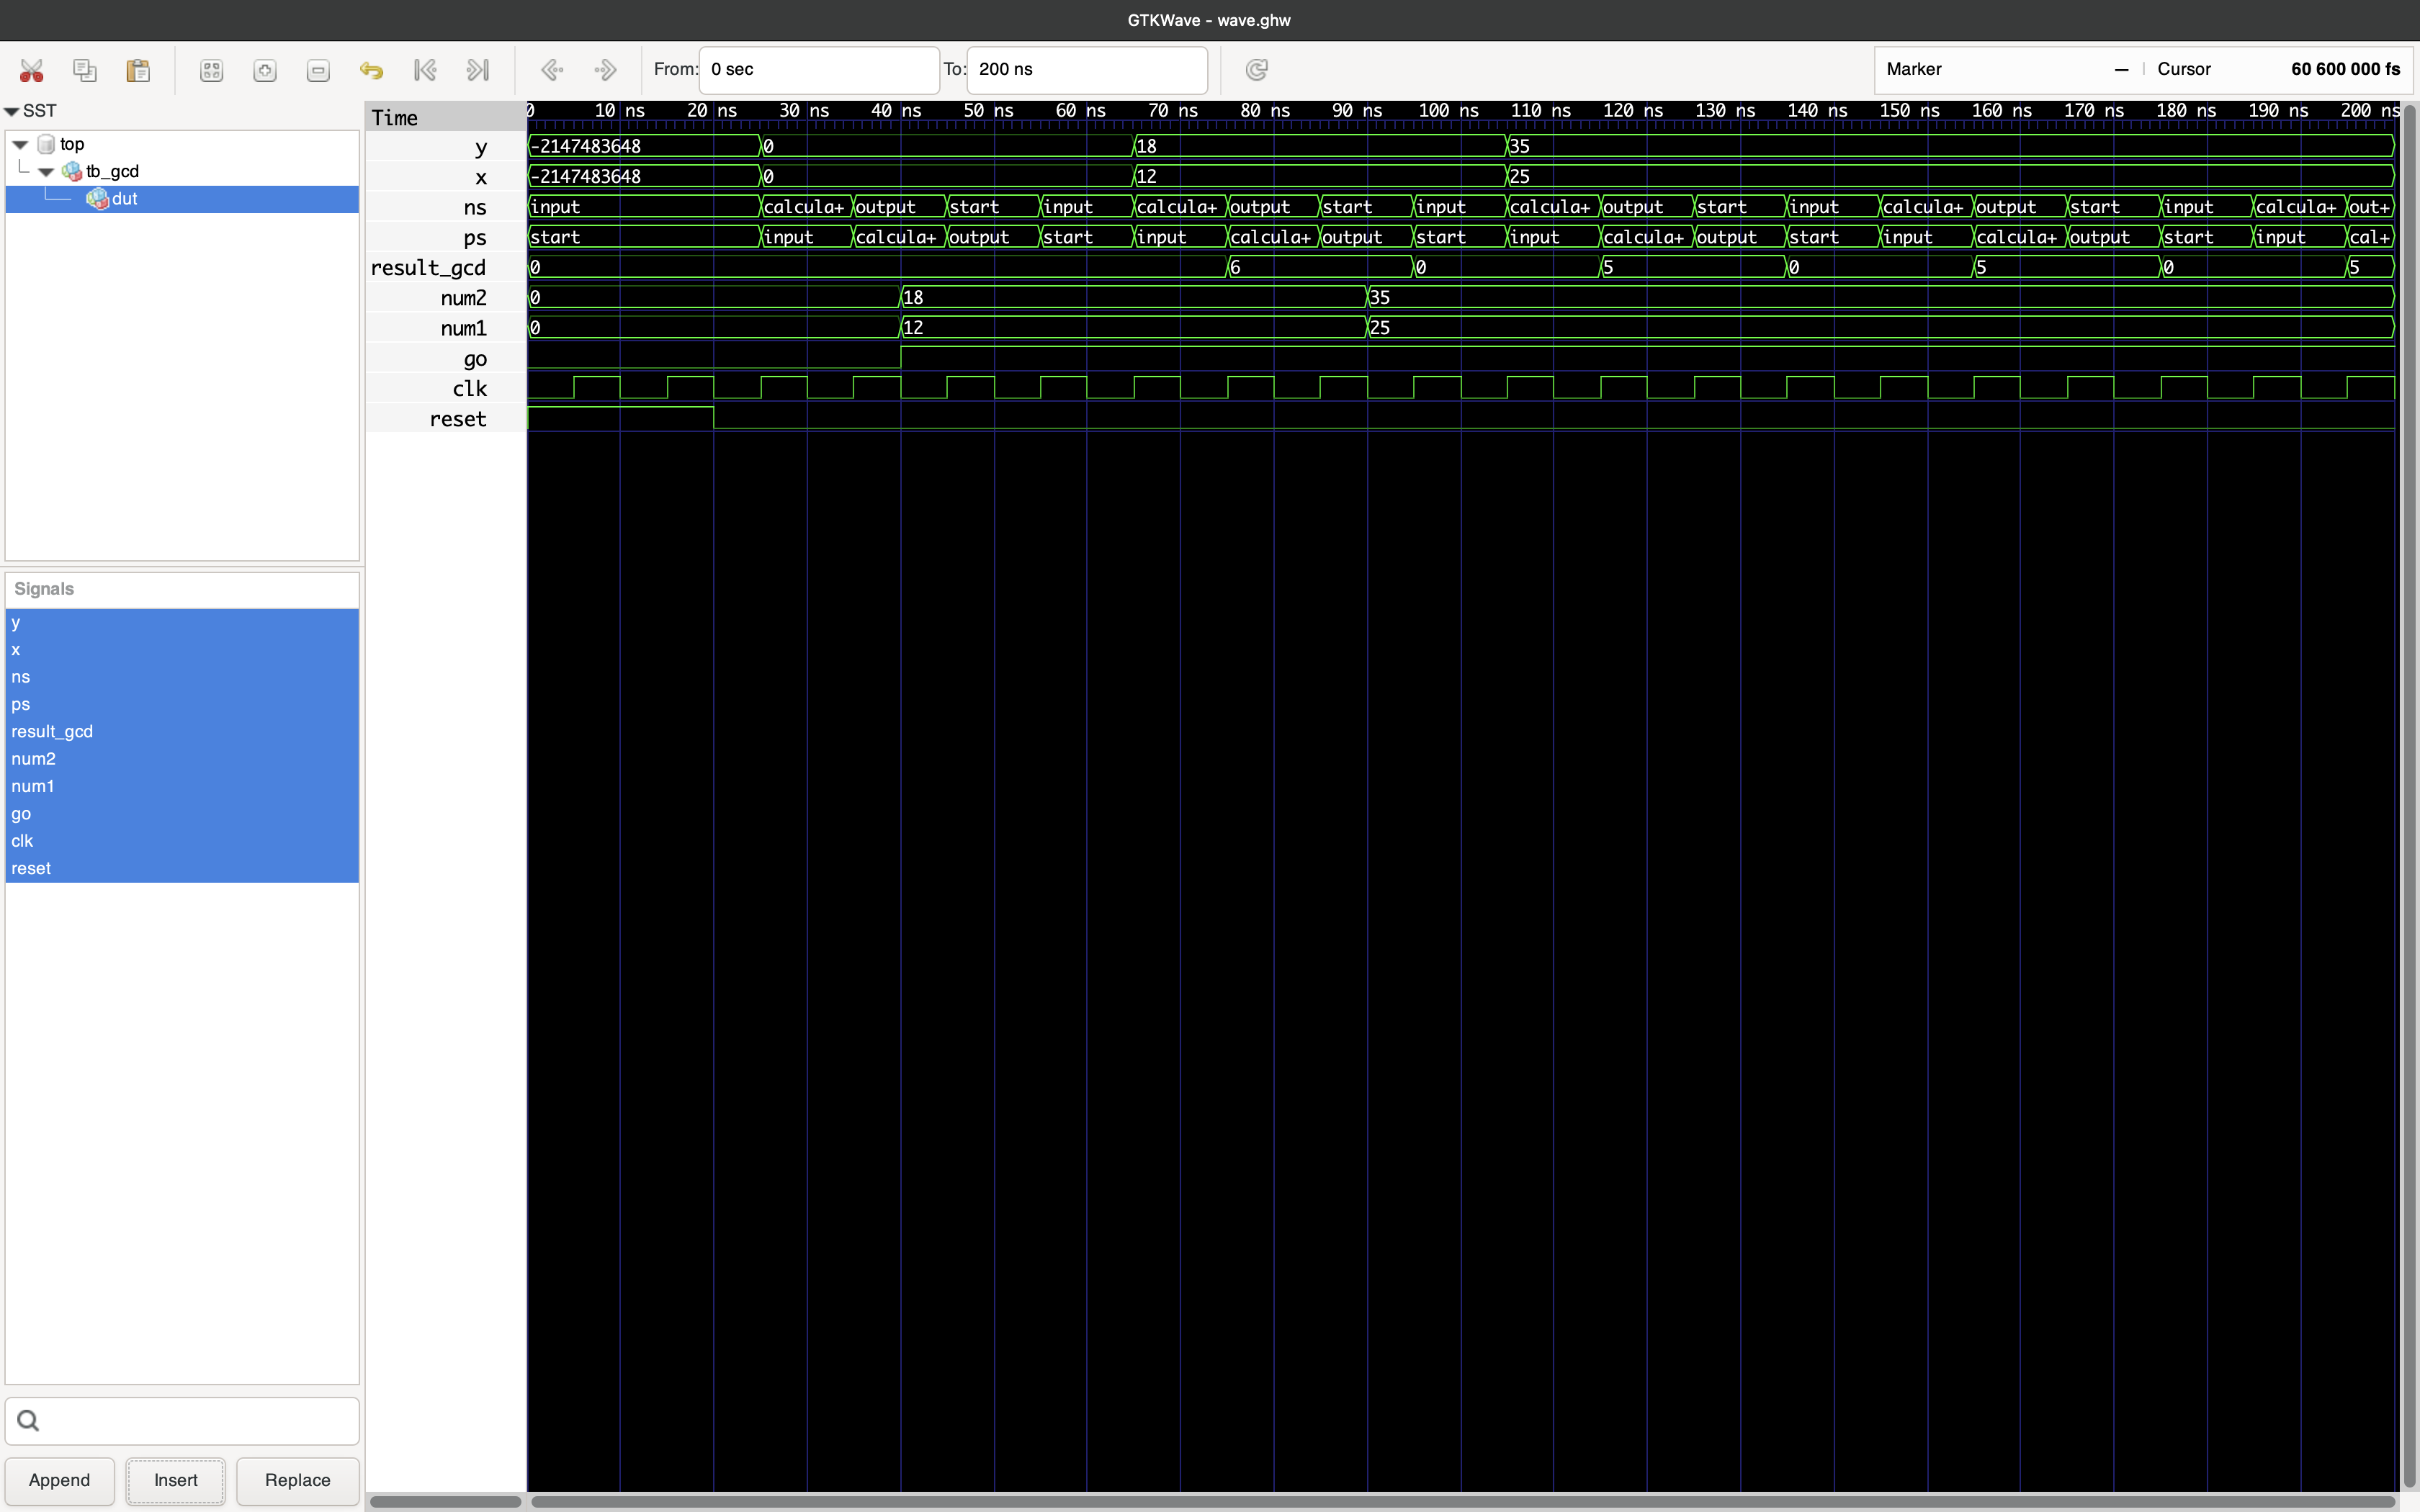 GTKWave - wave.ghw
From: 0 sec To: 200 ns
Marker — | Cursor 60 600 000 fs
SST
top
tb_gcd
dut
Signals
y
x
ns
ps
result_gcd
num2
num1
go
clk
reset
Append Insert Replace
Time 0 10 ns 20 ns 30 ns 40 ns 50 ns 60 ns 70 ns 80 ns 90 ns 100 ns 110 ns 120 ns 130 ns 140 ns 150 ns 160 ns 170 ns 180 ns 190 ns 200 ns
y -2147483648 0 18 35
x -2147483648 0 12 25
ns input calcula+ output start input calcula+ output start input calcula+ output start input calcula+ output start input calcula+ out+
ps start input calcula+ output start input calcula+ output start input calcula+ output start input calcula+ output start input cal+
result_gcd 0 6 0 5 0 5 0 5
num2 0 18 35
num1 0 12 25
go
clk
reset